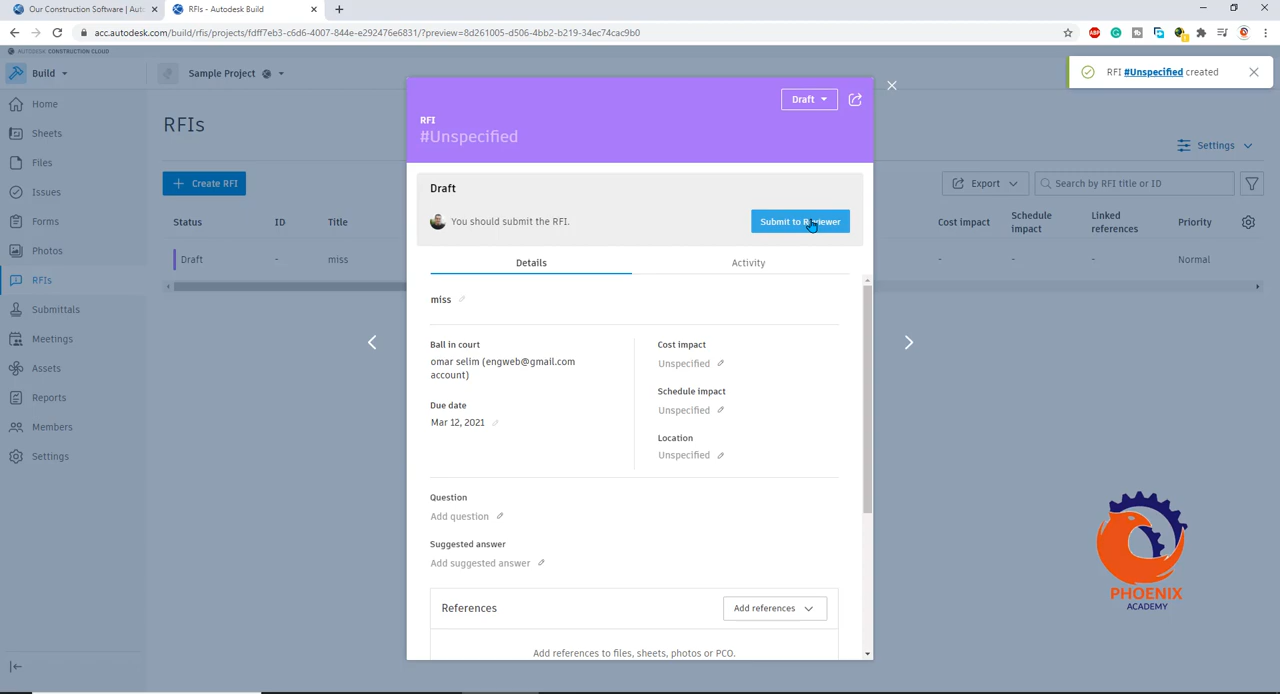 Our Construction Software | Aut
RFIs - Autodesk Build
acc.autodesk.com/build/rfis/projects/fdff7eb3-c6d6-4007-844e-e292476e6831/?preview=8d261005-d506-4bb2-b219-34ec74cac9b0
AUTODESK CONSTRUCTION CLOUD
Build
Sample Project
RFI #Unspecified created
Home
Sheets
Files
Issues
Forms
Photos
RFIs
Submittals
Meetings
Assets
Reports
Members
Settings
RFIs
Settings
Create RFI
Export
Search by RFI title or ID
Status ID Title Cost impact Schedule impact Linked references Priority
Draft - miss - - - Normal
Draft
RFI
#Unspecified
Draft
You should submit the RFI.
Submit to Reviewer
Details Activity
miss
Ball in court
omar selim (engweb@gmail.com
account)
Due date
Mar 12, 2021
Cost impact
Unspecified
Schedule impact
Unspecified
Location
Unspecified
Question
Add question
Suggested answer
Add suggested answer
References
Add references
Add references to files, sheets, photos or PCO.
PHOENIX
ACADEMY